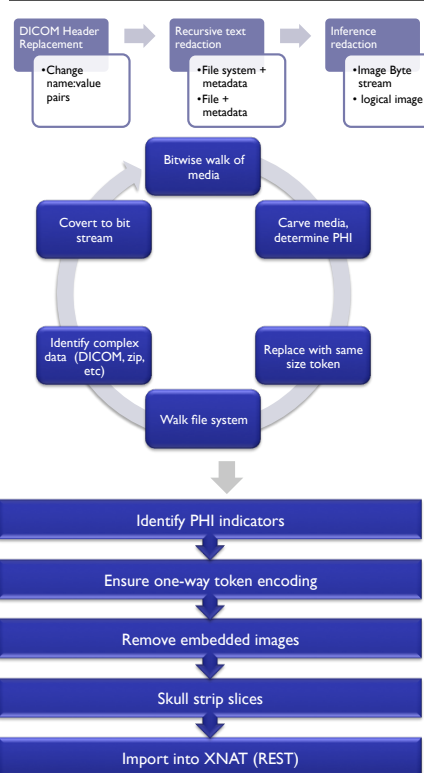 DICOM Header
Replacement
•Change
name:value
pairs
Recursive text
redaction
•File system +
metadata
•File +
metadata
Inference
redaction
•Image Byte
stream
• logical image
Bitwise walk of
media
Carve media,
determine PHI
Replace with same
size token
Walk file system
Identify complex
data (DICOM, zip,
etc)
Covert to bit
stream
Identify PHI indicators
Ensure one-way token encoding
Remove embedded images
Skull strip slices
Import into XNAT (REST)